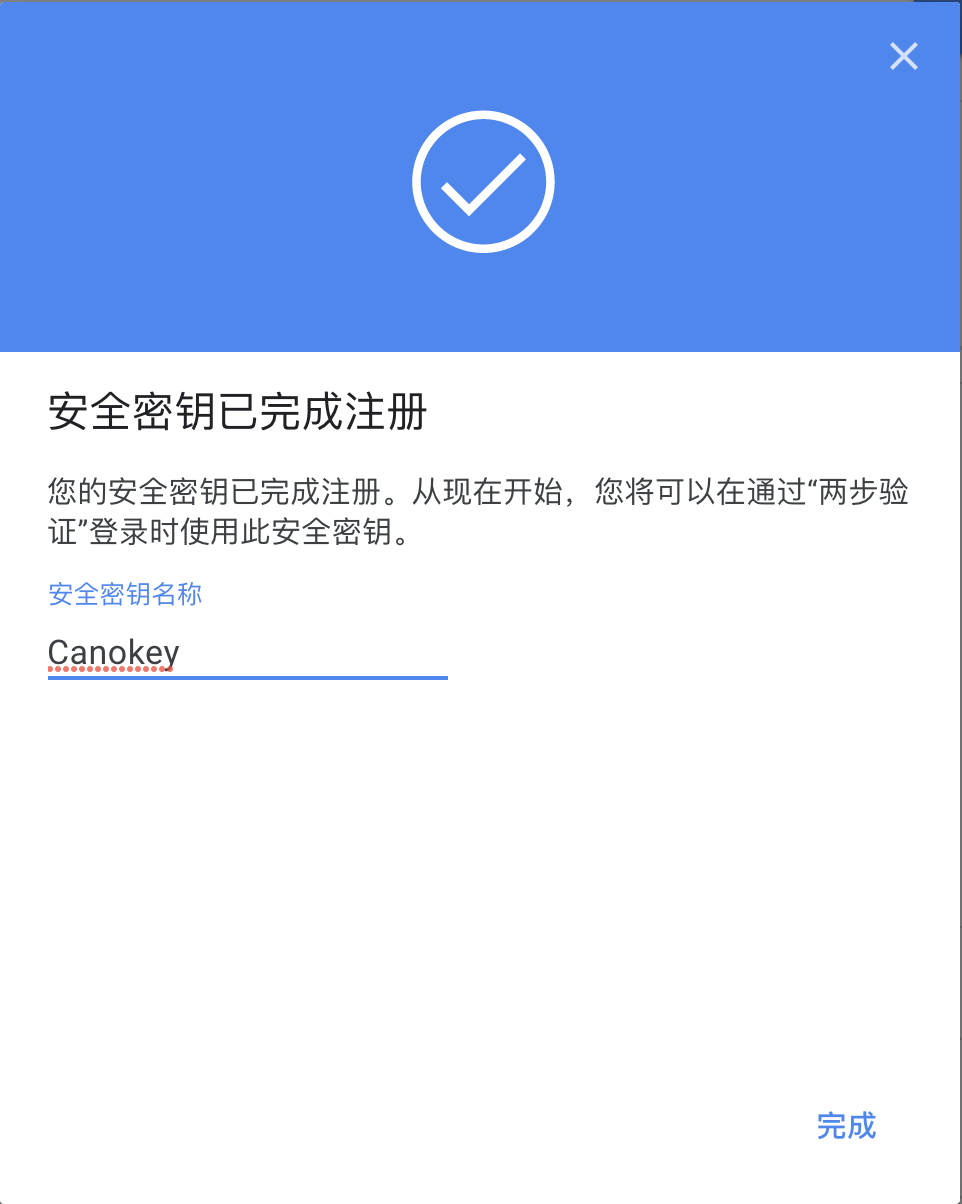 安全密钥已完成注册
您的安全密钥已完成注册。从现在开始，您将可以在通过“两步验
证”登录时使用此安全密钥。
安全密钥名称
Canokey
完成